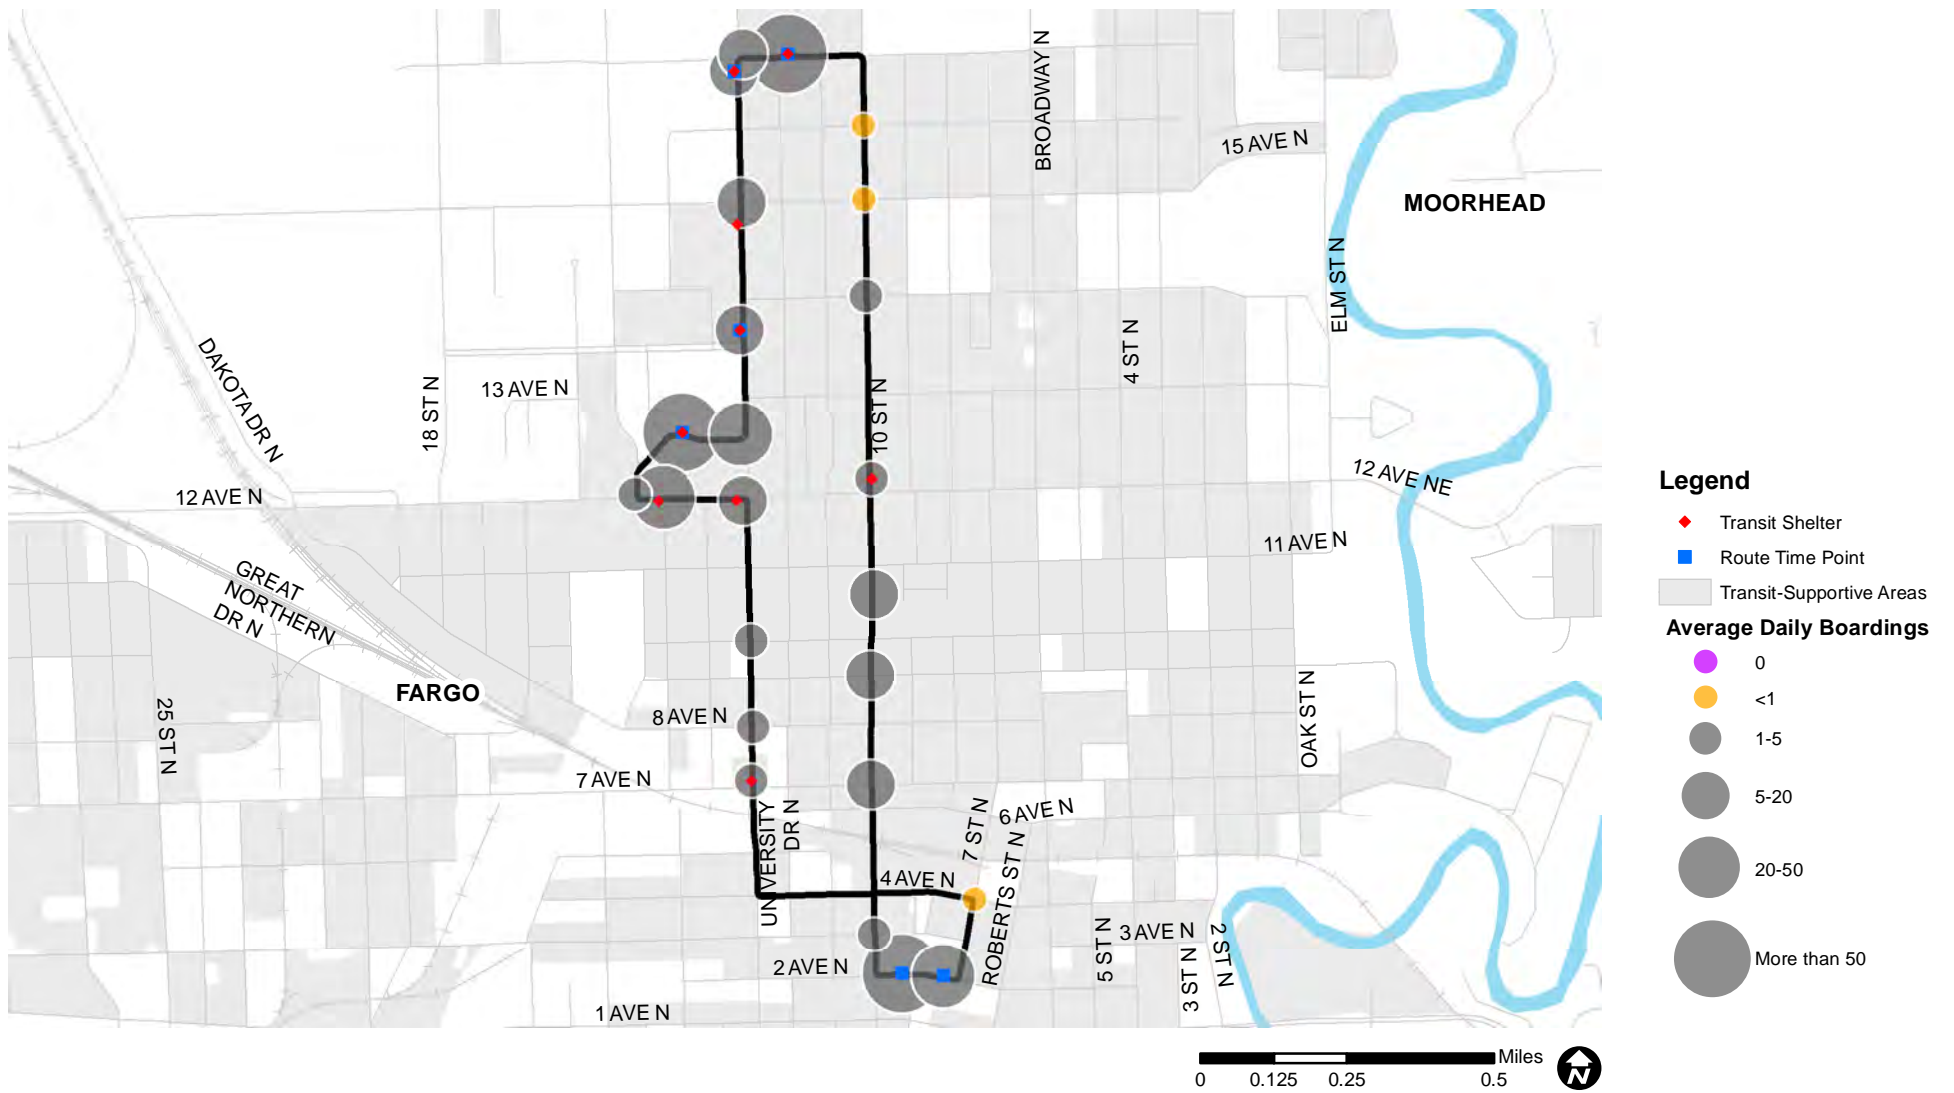 BROADWAY N
15 AVE N
MOORHEAD
ELM ST N
DAKOTA DR N
18 ST N
13 AVE N
4 ST N
10 ST N
12 AVE N
12 AVE NE
11 AVE N
GREAT
NORTHERN
DR N
FARGO
25 ST N
8 AVE N
7 AVE N
OAK ST N
UNIVERSITY
DR N
7 ST N
6 AVE N
ROBERTS ST N
4 AVE N
5 ST N
3 AVE N
3 ST N
2 ST N
2 AVE N
1 AVE N
Legend
Transit Shelter
Route Time Point
Transit-Supportive Areas
Average Daily Boardings
0
<1
1-5
5-20
20-50
More than 50
Miles
0 0.125 0.25 0.5
N